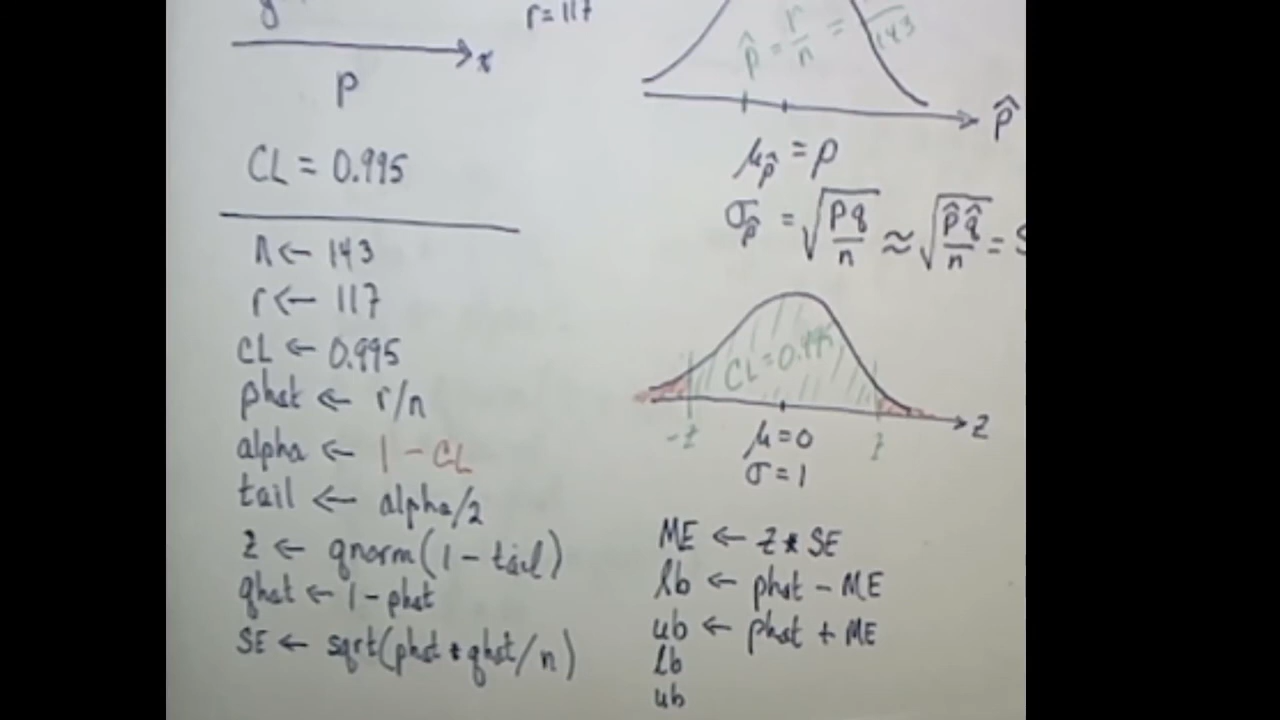 r=117
x
P
CL = 0.995
n ← 143
r ← 117
CL ← 0.995
phat ← r/n
alpha ← 1 - CL
tail ← alpha/2
z ← qnorm(1 - tail)
qhat ← 1 - phat
SE ← sqrt(phat * qhat/n)
p̂ = r/n = /143
p̂
μp̂ = p
σp̂ = √(pq/n) ≈ √(p̂q̂/n) = S
CL = 0.995
-z z Z
μ = 0
σ = 1
ME ← z * SE
lb ← phat - ME
ub ← phat + ME
lb
ub